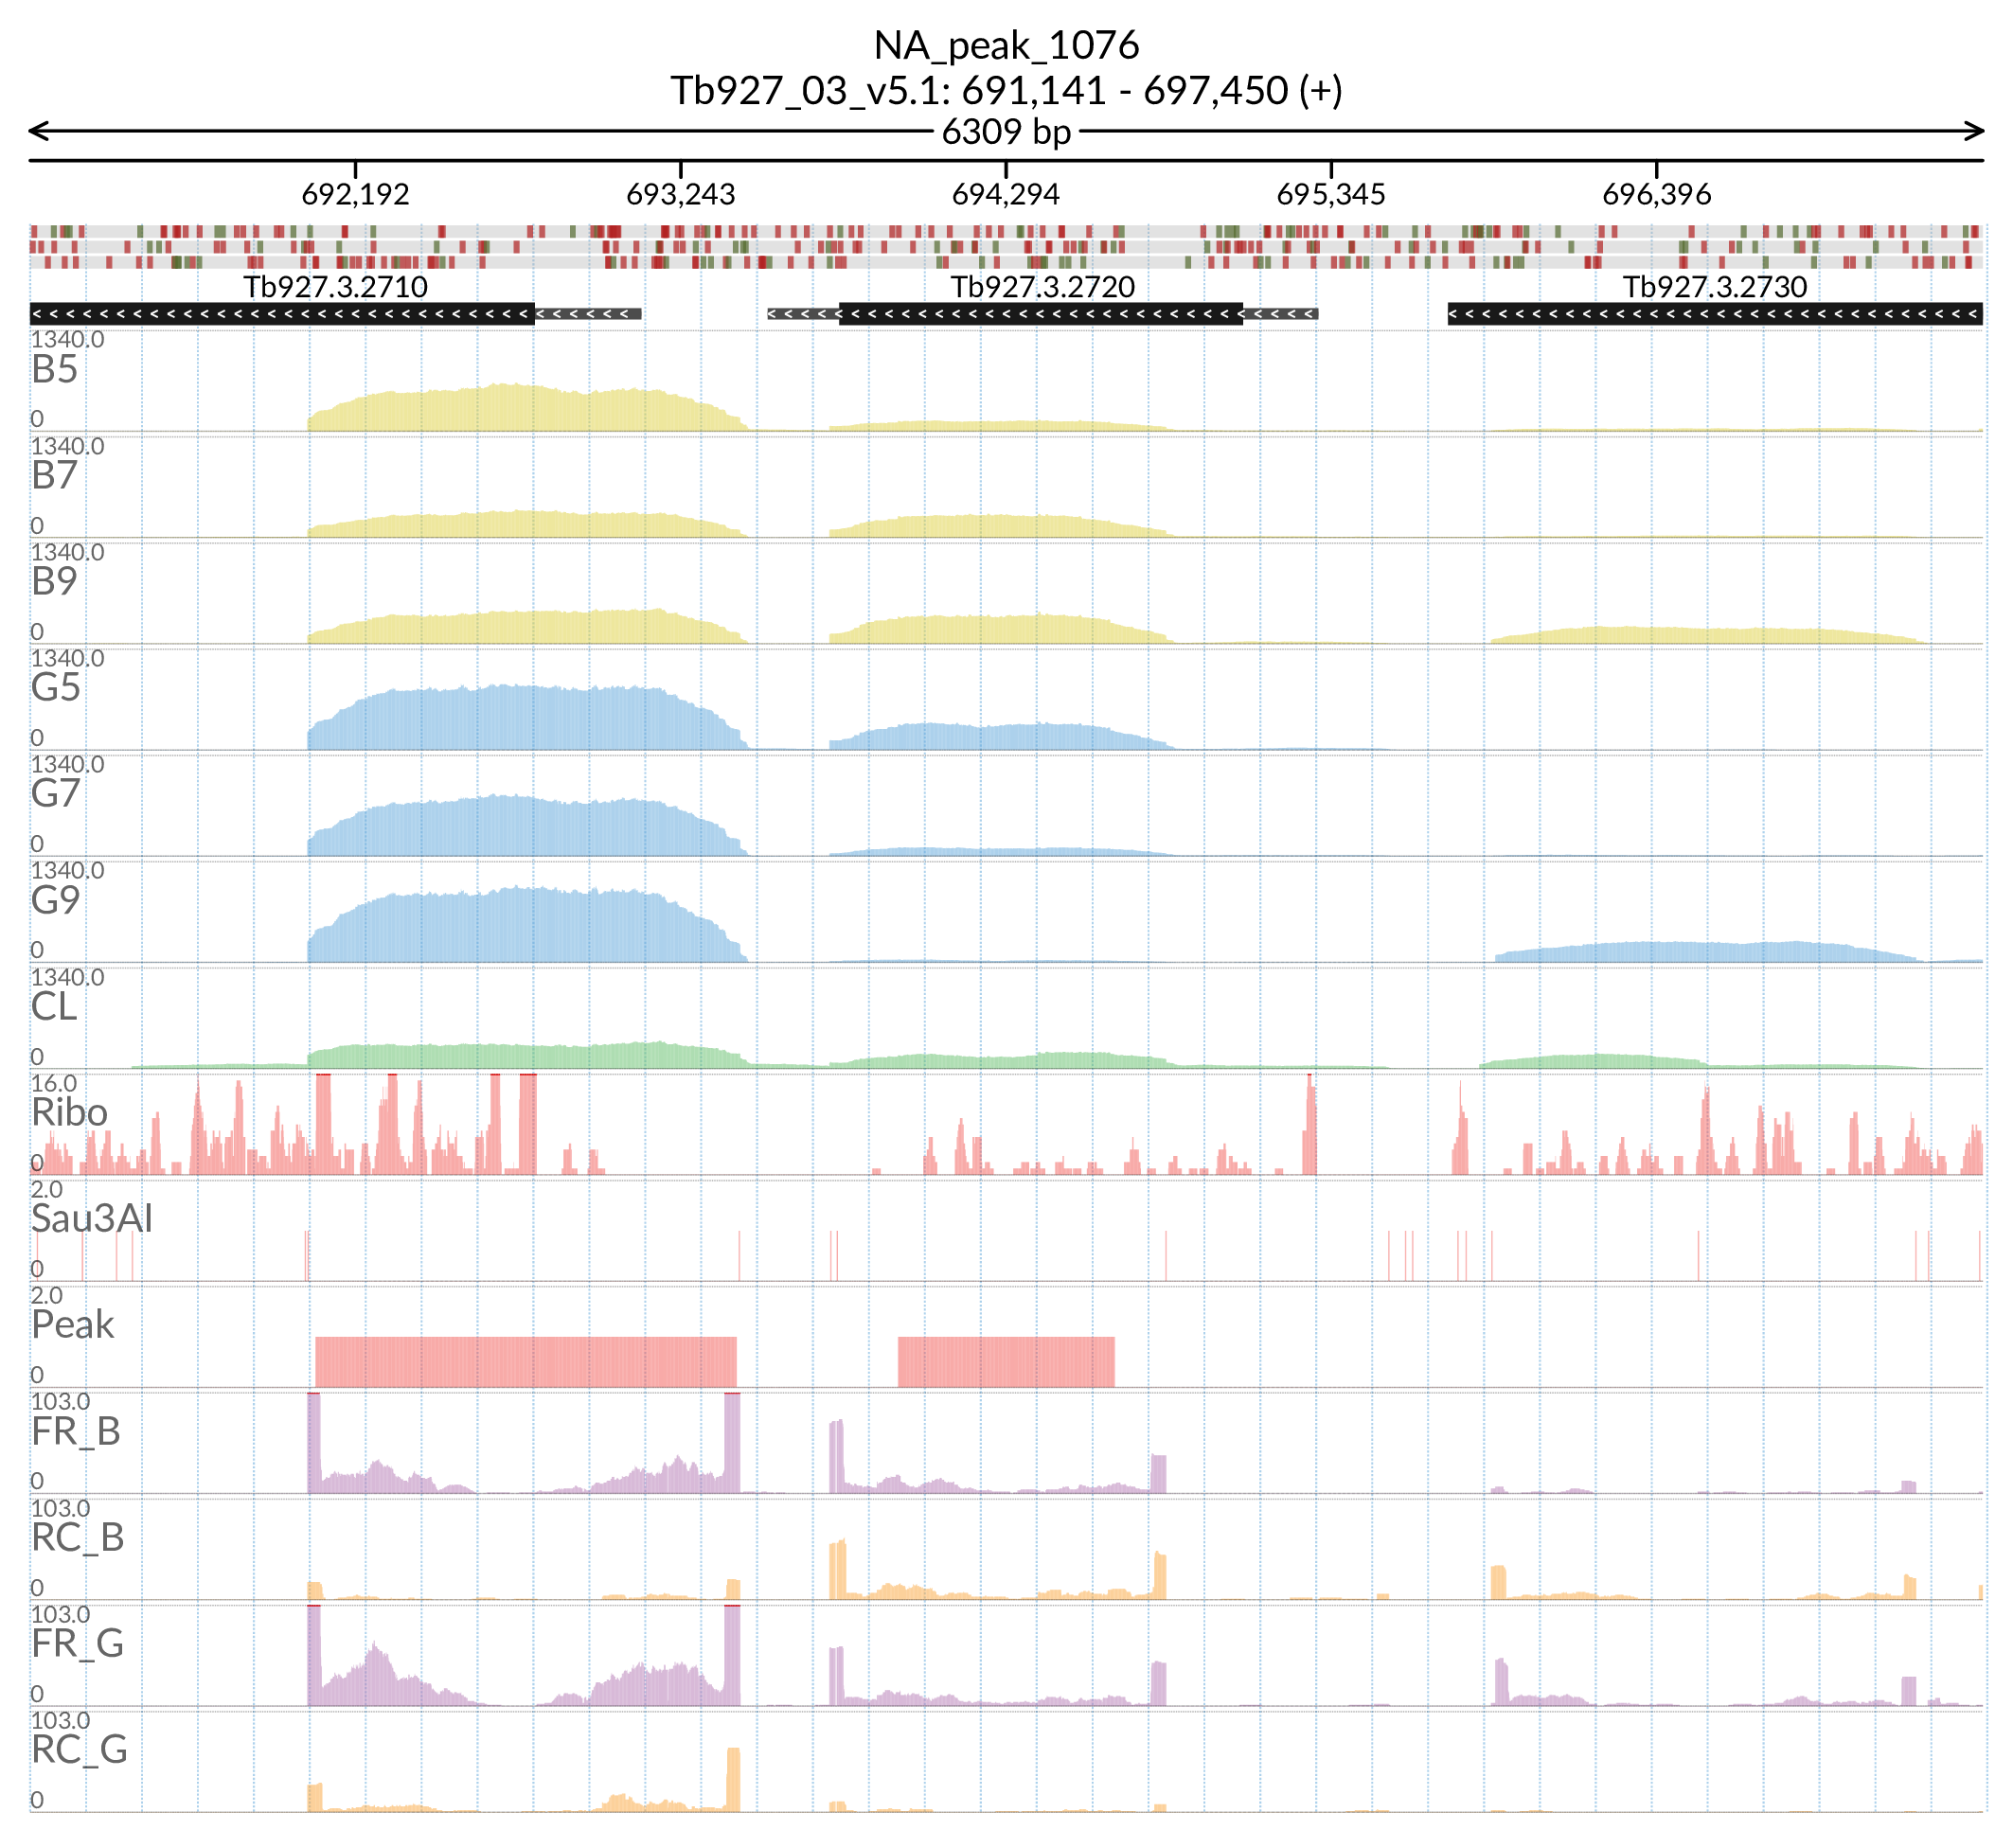 NA_peak_1076
Tb927_03_v5.1: 691,141 - 697,450 (+)
6309 bp
692,192 693,243 694,294 695,345 696,396
Tb927.3.2710 Tb927.3.2720 Tb927.3.2730
1340.0
B5
0
1340.0
B7
0
1340.0
B9
0
1340.0
G5
0
1340.0
G7
0
1340.0
G9
0
1340.0
CL
0
16.0
Ribo
0
2.0
Sau3AI
0
2.0
Peak
0
103.0
FR_B
0
103.0
RC_B
0
103.0
FR_G
0
103.0
RC_G
0